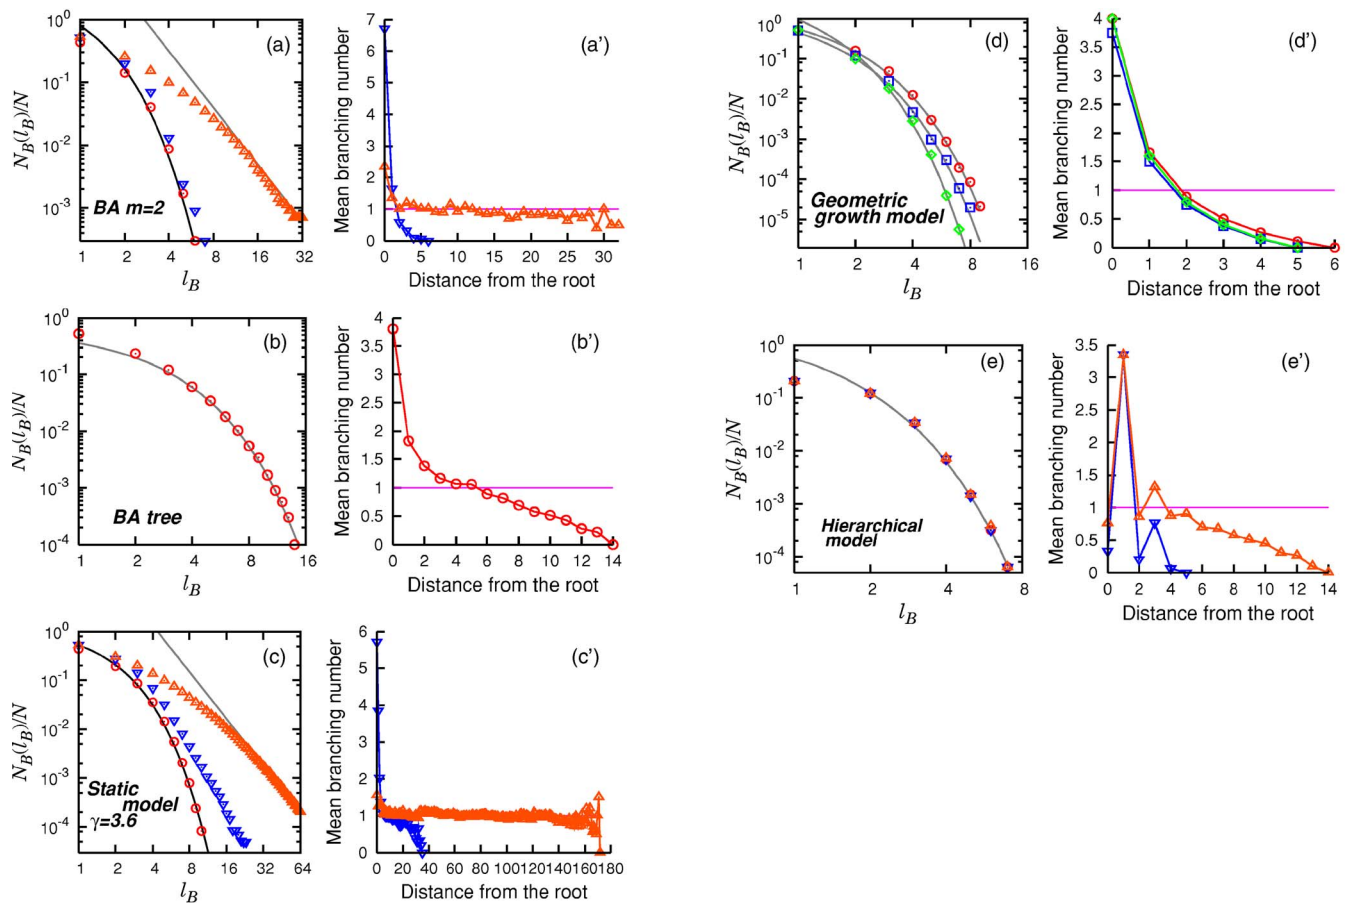 (a)
10^0
10^-1
10^-2
10^-3
N_B(l_B)/N
BA m=2
1 2 4 8 16 32
l_B
(a')
7
6
5
4
3
2
1
0
Mean branching number
0 5 10 15 20 25 30
Distance from the root
(b)
10^0
10^-1
10^-2
10^-3
10^-4
N_B(l_B)/N
BA tree
1 2 4 8 16
l_B
(b')
4
3.5
3
2.5
2
1.5
1
0.5
0
Mean branching number
0 2 4 6 8 10 12 14
Distance from the root
(c)
10^0
10^-1
10^-2
10^-3
10^-4
N_B(l_B)/N
Static
model
γ=3.6
1 2 4 8 16 32 64
l_B
(c')
6
5
4
3
2
1
0
Mean branching number
0 20 40 60 80 100 120 140 160 180
Distance from the root
(d)
10^0
10^-1
10^-2
10^-3
10^-4
10^-5
N_B(l_B)/N
Geometric
growth model
1 2 4 8 16
l_B
(d')
4
3.5
3
2.5
2
1.5
1
0.5
0
Mean branching number
0 1 2 3 4 5 6
Distance from the root
(e)
10^0
10^-1
10^-2
10^-3
10^-4
N_B(l_B)/N
Hierarchical
model
1 2 4 8
l_B
(e')
3.5
3
2.5
2
1.5
1
0.5
0
Mean branching number
0 2 4 6 8 10 12 14
Distance from the root